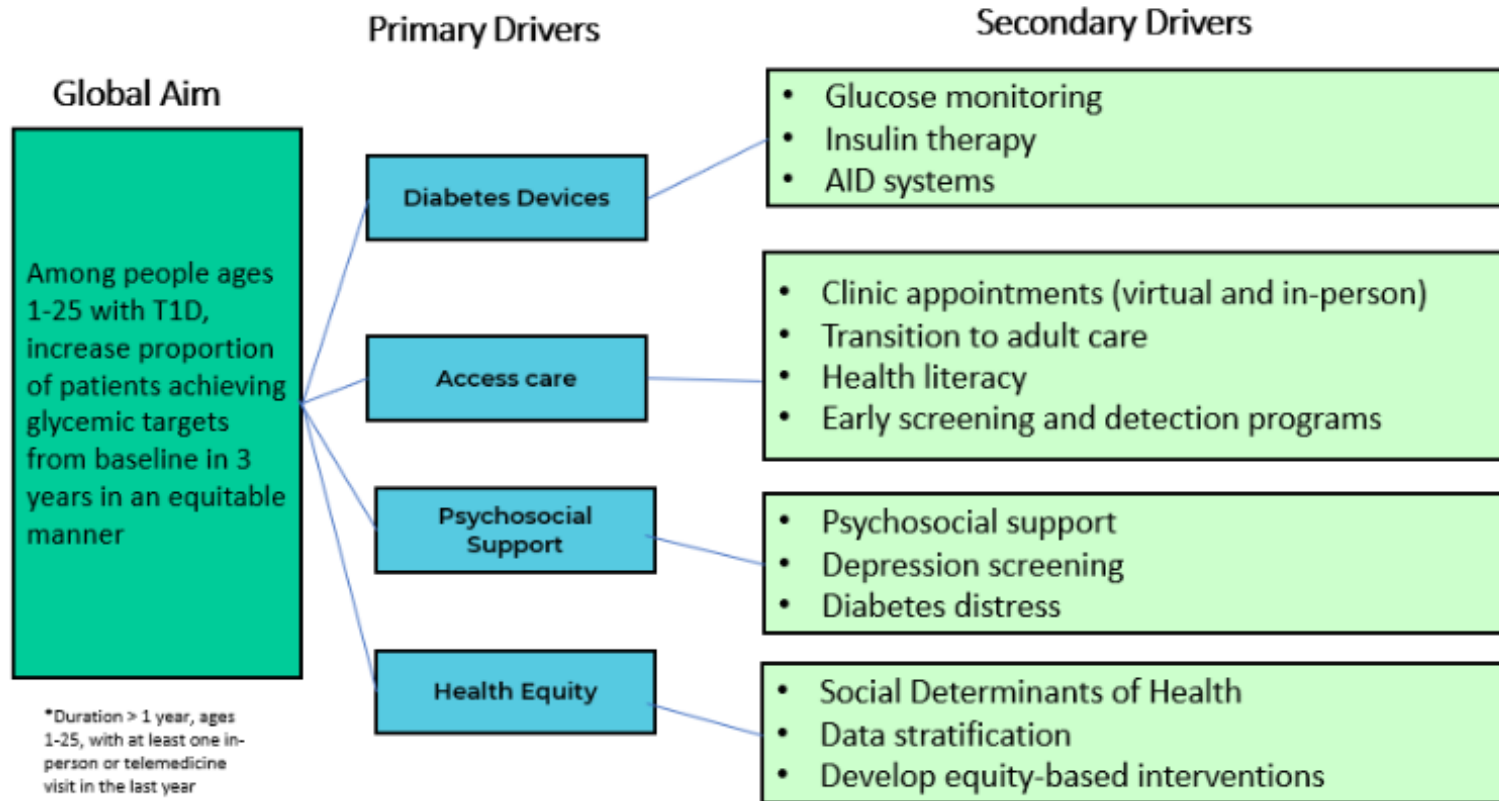 Primary Drivers
Secondary Drivers
Global Aim
Among people ages
1-25 with T1D,
increase proportion
of patients achieving
glycemic targets
from baseline in 3
years in an equitable
manner
*Duration > 1 year, ages
1-25, with at least one in-
person or telemedicine
visit in the last year
Diabetes Devices
• Glucose monitoring
• Insulin therapy
• AID systems
Access care
• Clinic appointments (virtual and in-person)
• Transition to adult care
• Health literacy
• Early screening and detection programs
Psychosocial
Support
• Psychosocial support
• Depression screening
• Diabetes distress
Health Equity
• Social Determinants of Health
• Data stratification
• Develop equity-based interventions